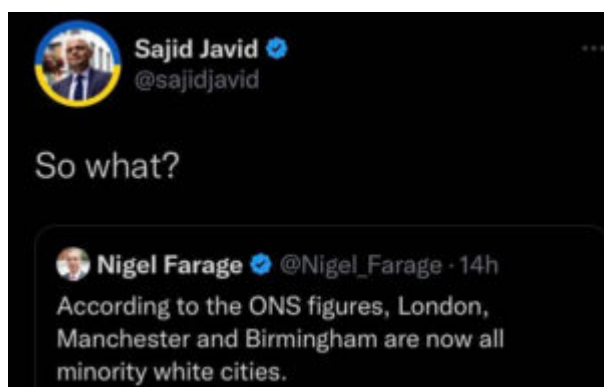 Sajid Javid
@sajidjavid
So what?
Nigel Farage @Nigel_Farage · 14h
According to the ONS figures, London,
Manchester and Birmingham are now all
minority white cities.